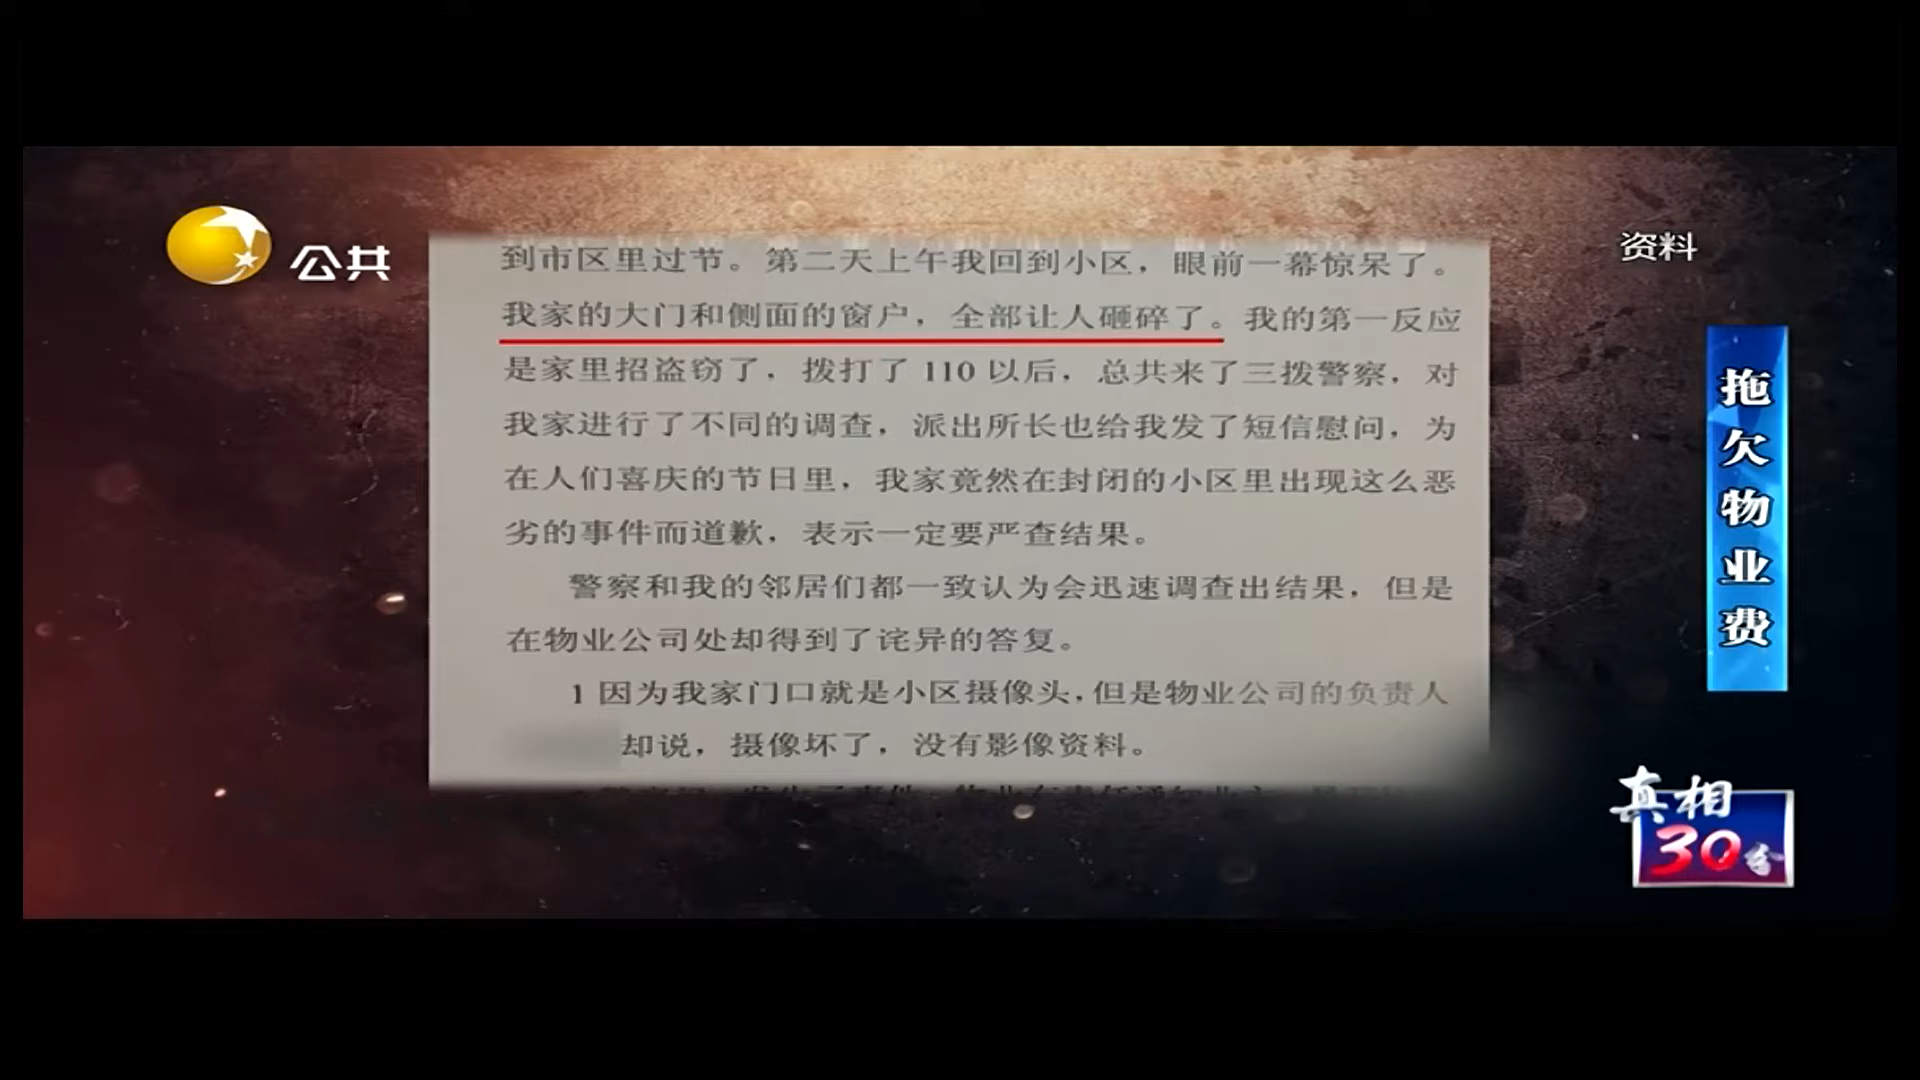 公共
资料
到市区里过节。第二天上午我回到小区，眼前一幕惊呆了。
我家的大门和侧面的窗户，全部让人砸碎了。我的第一反应
是家里招盗窃了，拨打了 110 以后，总共来了三拨警察，对
我家进行了不同的调查，派出所长也给我发了短信慰问，为
在人们喜庆的节日里，我家竟然在封闭的小区里出现这么恶
劣的事件而道歉，表示一定要严查结果。
警察和我的邻居们都一致认为会迅速调查出结果，但是
在物业公司处却得到了诧异的答复。
1 因为我家门口就是小区摄像头，但是物业公司的负责人
却说，摄像坏了，没有影像资料。
拖欠物业费
真相
30分